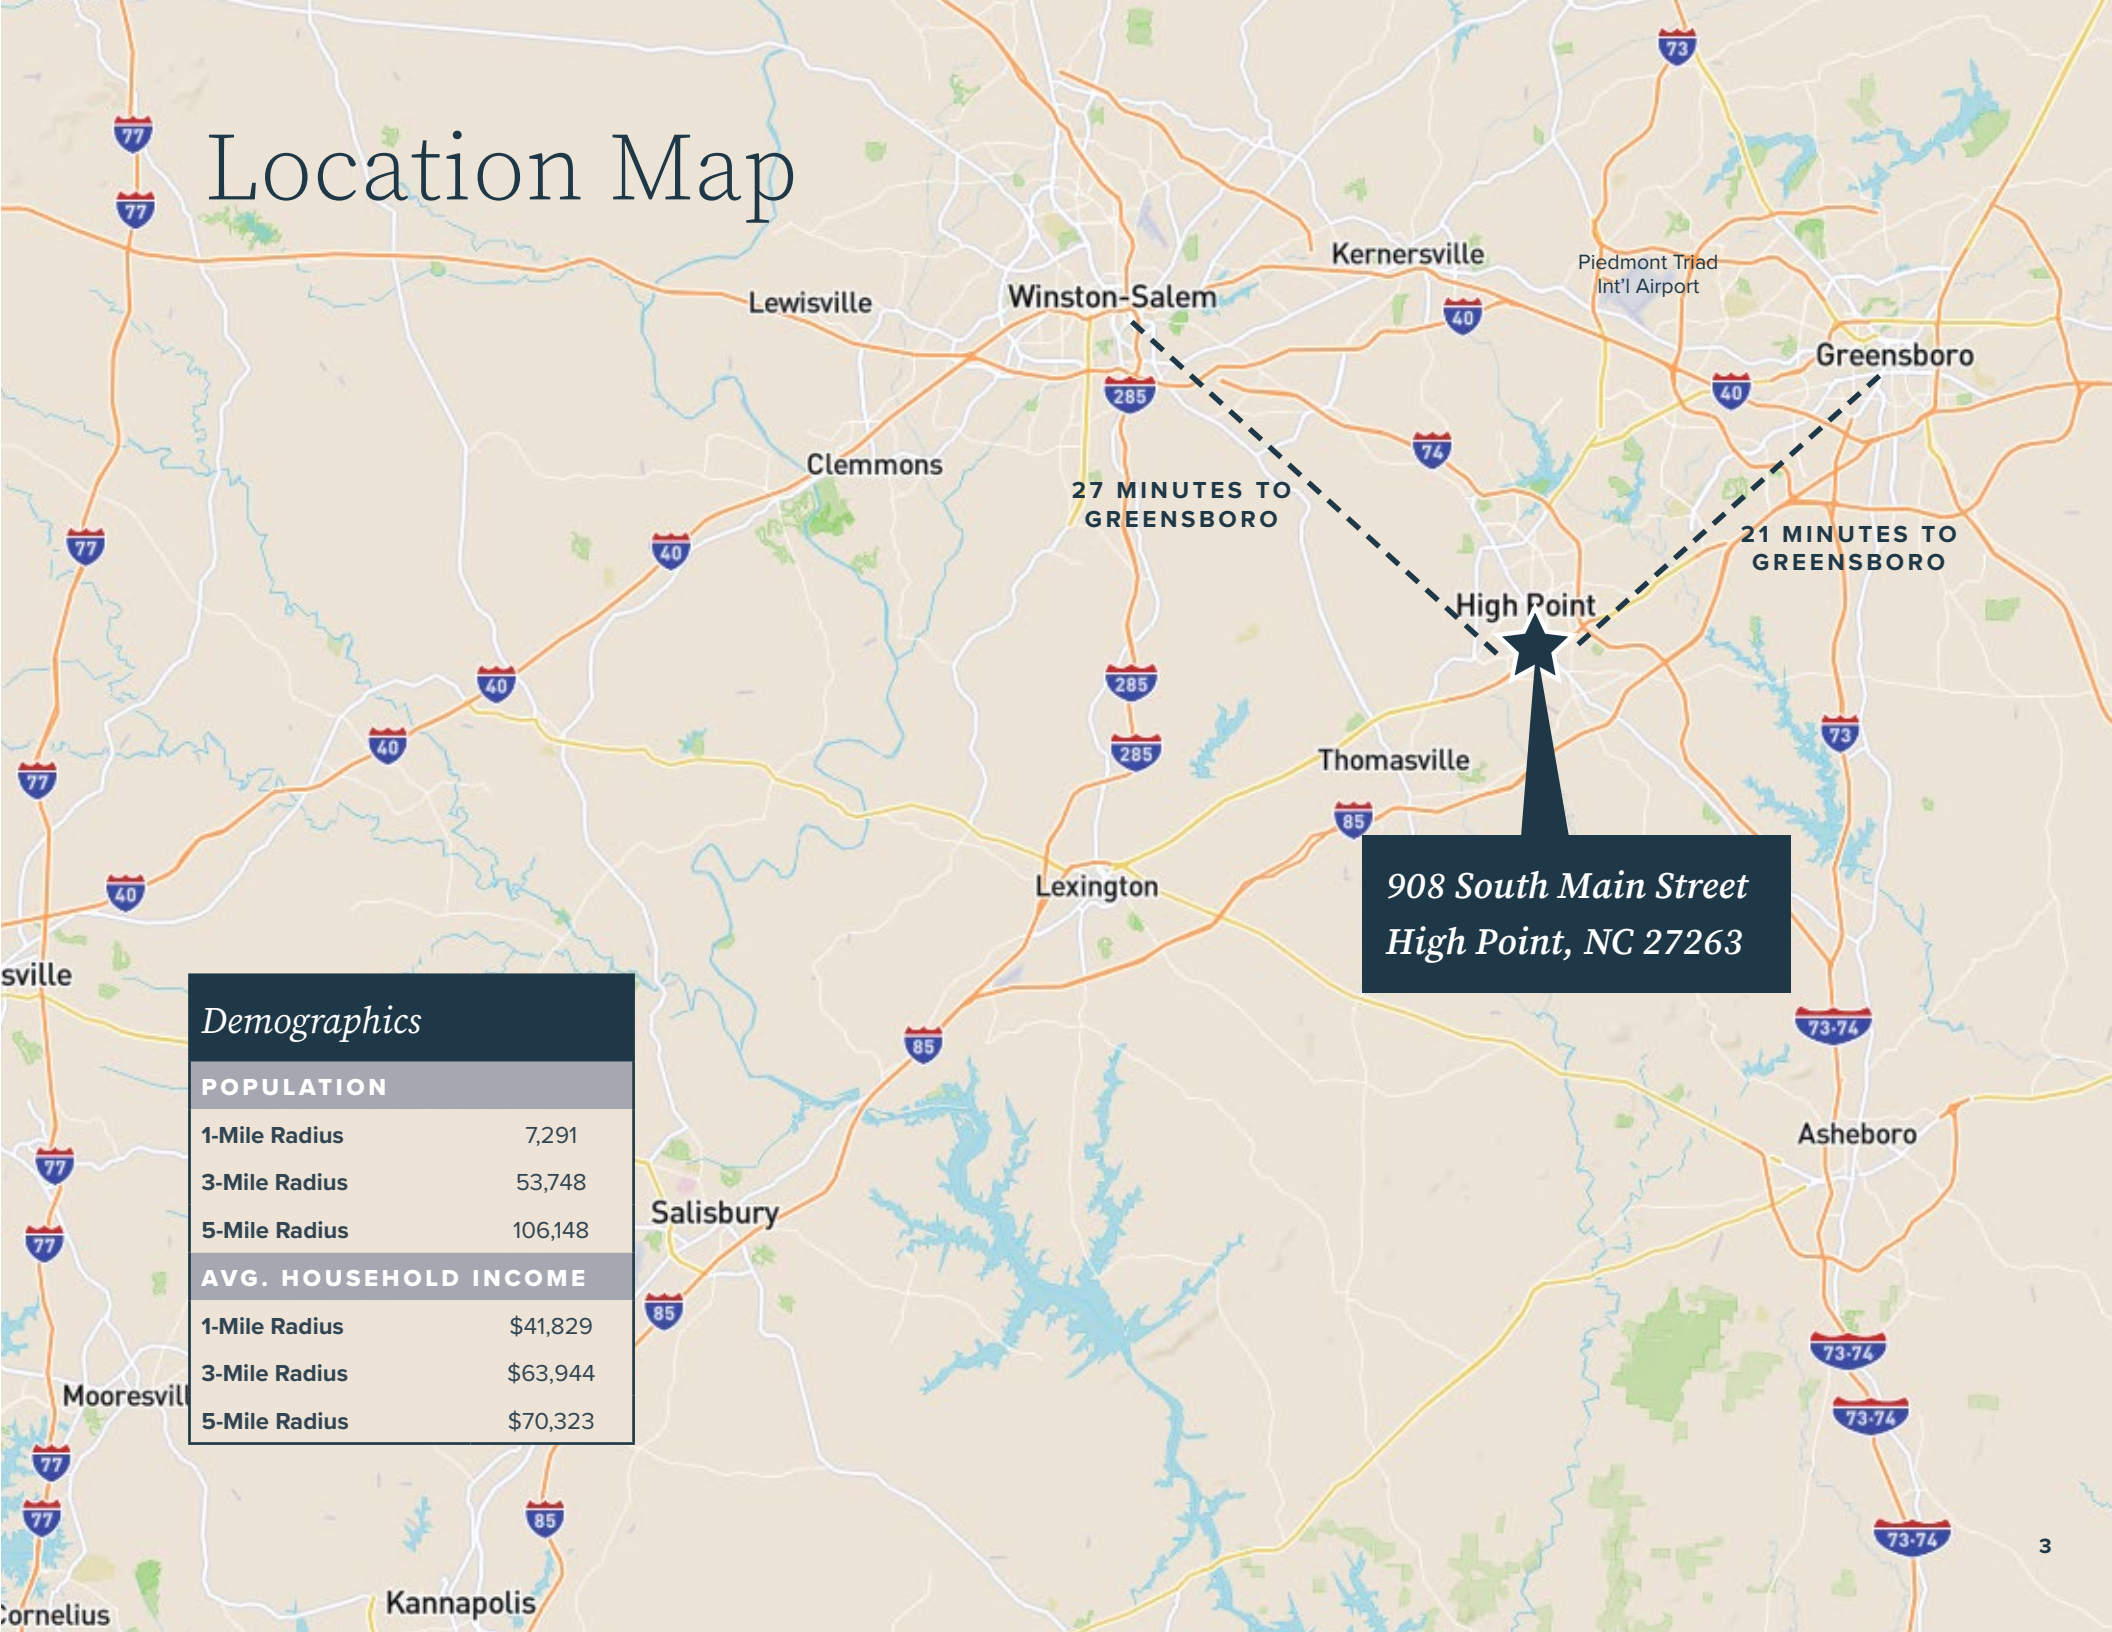 Location Map
73
77
77
Kernersville
Piedmont Triad
Int'l Airport
Lewisville
Winston-Salem
40
Greensboro
285
40
74
Clemmons
27 MINUTES TO
GREENSBORO
21 MINUTES TO
GREENSBORO
77
40
High Point
40
285
40
285
73
77
Thomasville
85
40
Lexington
908 South Main Street
High Point, NC 27263
sville
73-74
85
Demographics
POPULATION
1-Mile Radius 7,291
3-Mile Radius 53,748
5-Mile Radius 106,148
AVG. HOUSEHOLD INCOME
1-Mile Radius $41,829
3-Mile Radius $63,944
5-Mile Radius $70,323
Asheboro
77
Salisbury
77
85
73-74
Mooresvill
73-74
77
77
85
73-74
3
Kannapolis
Cornelius